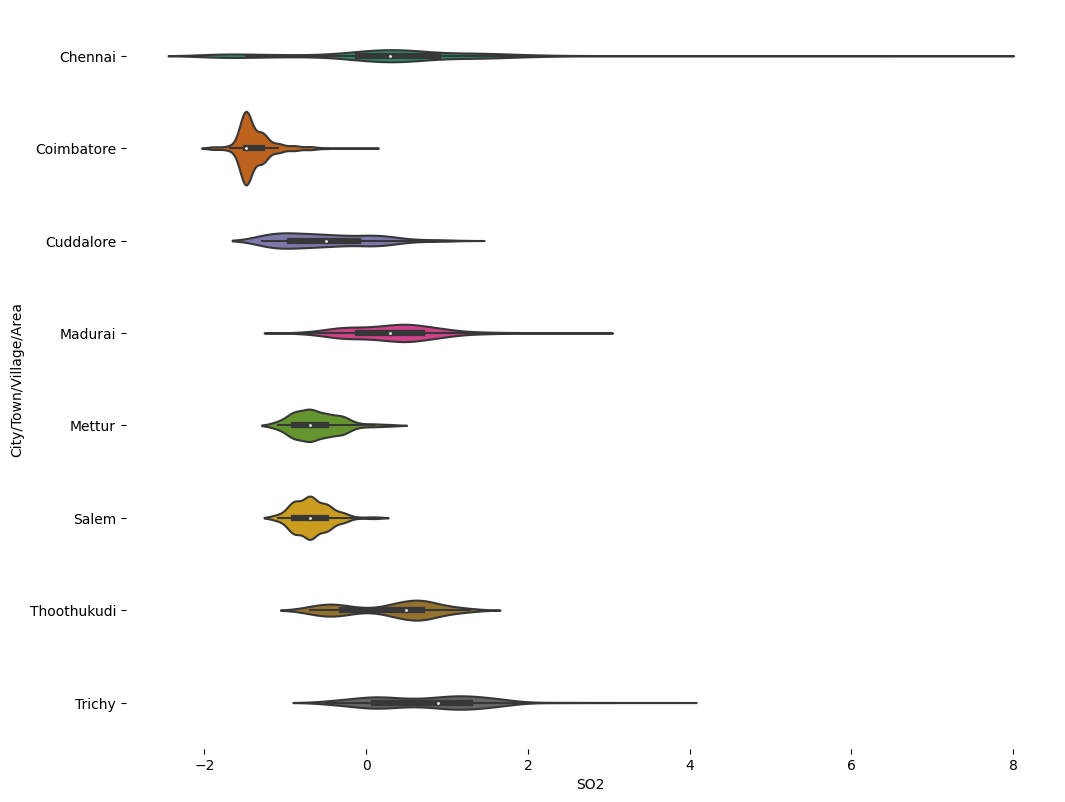 Chennai
Coimbatore
Cuddalore
Madurai
Mettur
Salem
Thoothukudi
Trichy
City/Town/Village/Area
−2
0
2
4
6
8
SO2